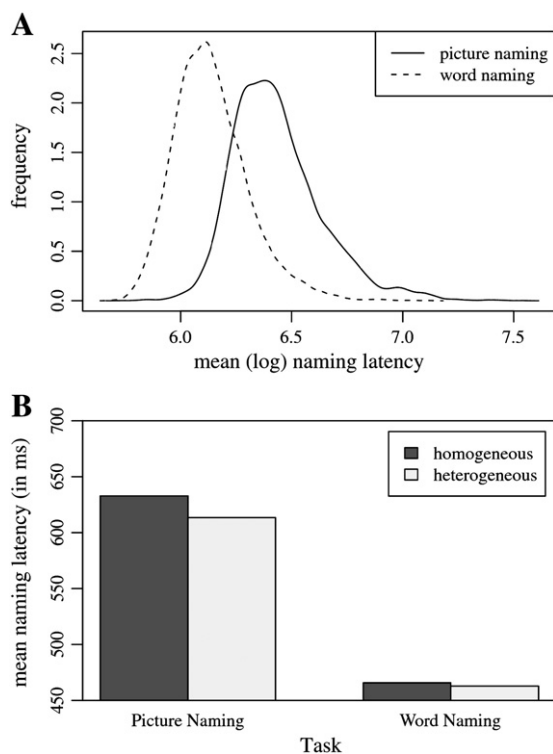 A
2.5
2.0
1.5
1.0
0.5
0.0
frequency
picture naming
word naming
6.0 6.5 7.0 7.5
mean (log) naming latency
B
700
650
600
550
500
450
mean naming latency (in ms)
homogeneous
heterogeneous
Picture Naming Word Naming
Task